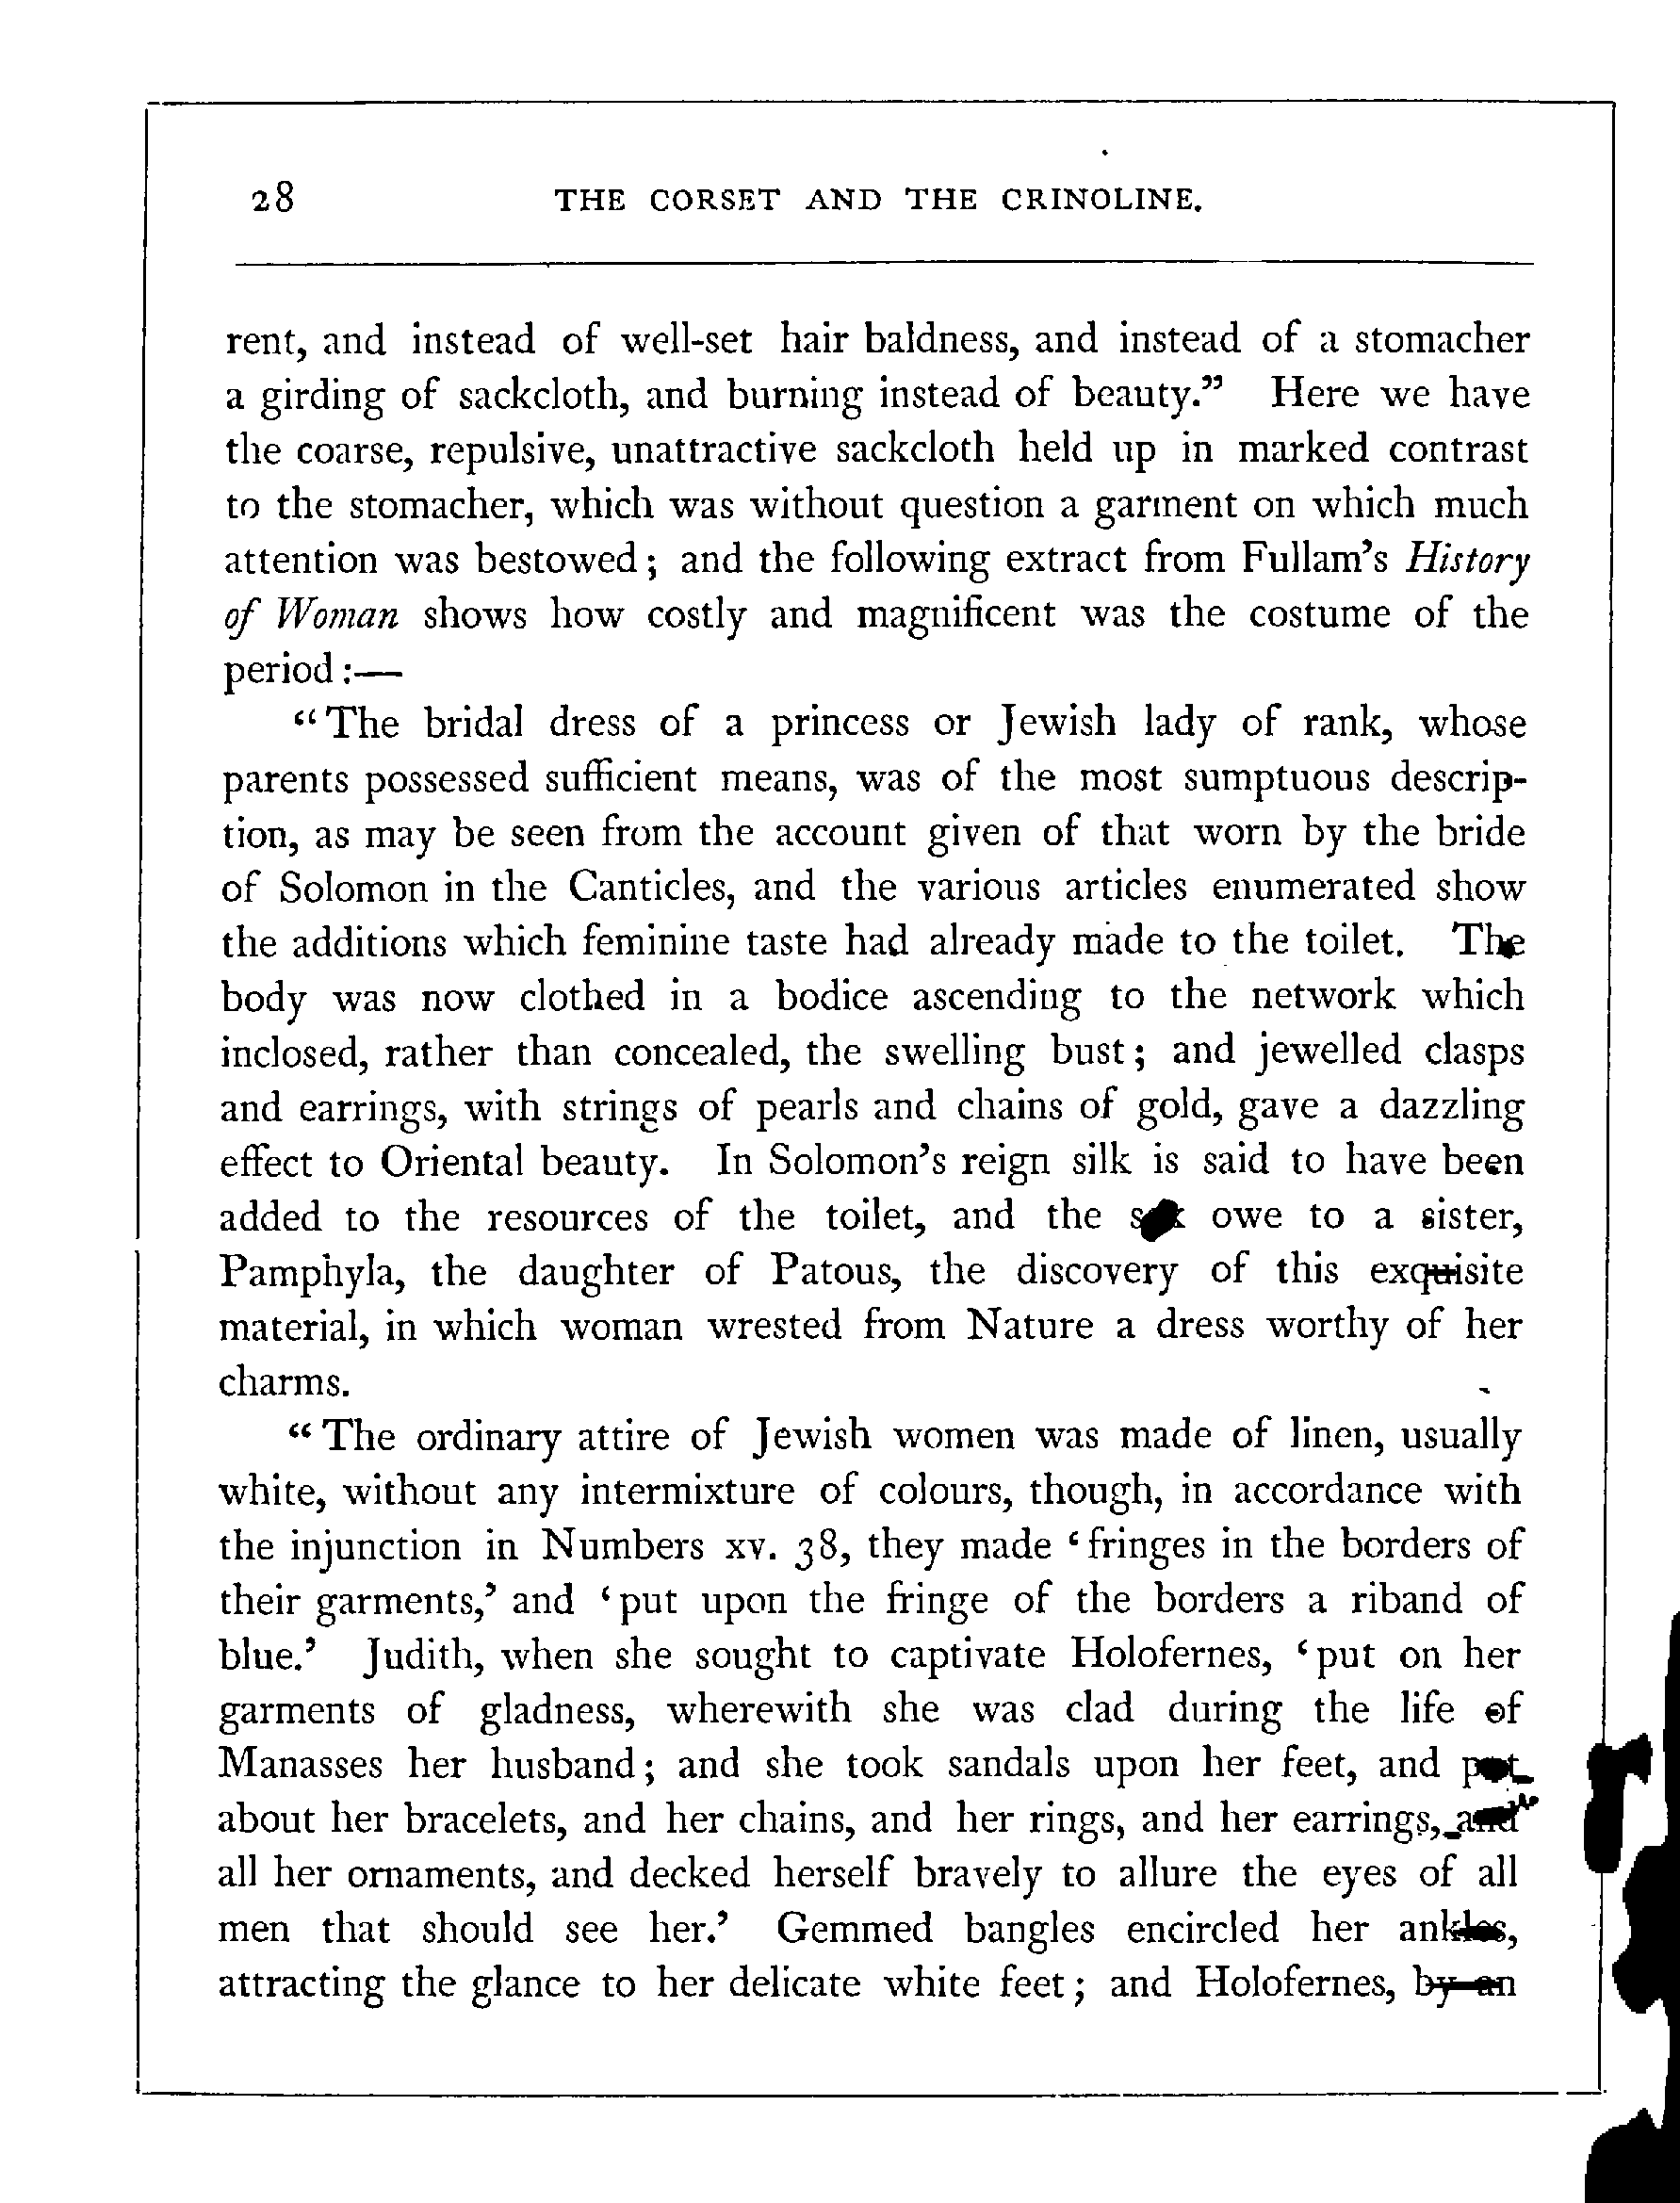 28 THE CORSET AND THE CRINOLINE.
rent, and instead of well-set hair baldness, and instead of a stomacher
a girding of sackcloth, and burning instead of beauty.” Here we have
the coarse, repulsive, unattractive sackcloth held up in marked contrast
to the stomacher, which was without question a garment on which much
attention was bestowed; and the following extract from Fullam’s History
of Woman shows how costly and magnificent was the costume of the
period:—
“The bridal dress of a princess or Jewish lady of rank, whose
parents possessed sufficient means, was of the most sumptuous descrip-
tion, as may be seen from the account given of that worn by the bride
of Solomon in the Canticles, and the various articles enumerated show
the additions which feminine taste had already made to the toilet. The
body was now clothed in a bodice ascending to the network which
inclosed, rather than concealed, the swelling bust; and jewelled clasps
and earrings, with strings of pearls and chains of gold, gave a dazzling
effect to Oriental beauty. In Solomon’s reign silk is said to have been
added to the resources of the toilet, and the owe to a sister,
Pamphyla, the daughter of Patous, the discovery of this exquisite
material, in which woman wrested from Nature a dress worthy of her
charms.
“The ordinary attire of Jewish women was made of linen, usually
white, without any intermixture of colours, though, in accordance with
the injunction in Numbers xv. 38, they made ‘fringes in the borders of
their garments,’ and ‘put upon the fringe of the borders a riband of
blue.’ Judith, when she sought to captivate Holofernes, ‘put on her
garments of gladness, wherewith she was clad during the life of
Manasses her husband; and she took sandals upon her feet, and put
about her bracelets, and her chains, and her rings, and her earrings, and
all her ornaments, and decked herself bravely to allure the eyes of all
men that should see her.’ Gemmed bangles encircled her ankles,
attracting the glance to her delicate white feet; and Holofernes, by an